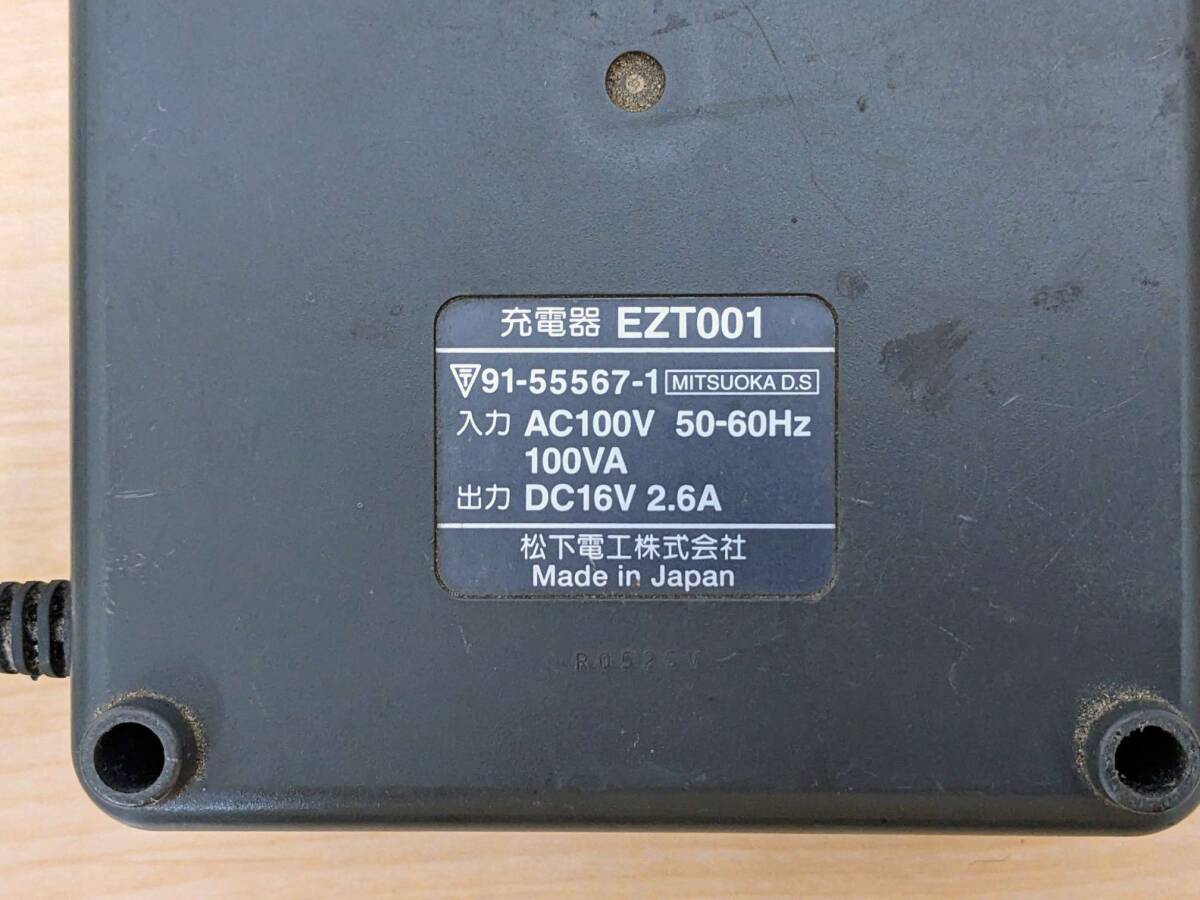 充電器 EZT001
91-55567-1 MITSUOKA D.S
入力 AC100V 50-60Hz
100VA
出力 DC16V 2.6A
松下電工株式会社
Made in Japan